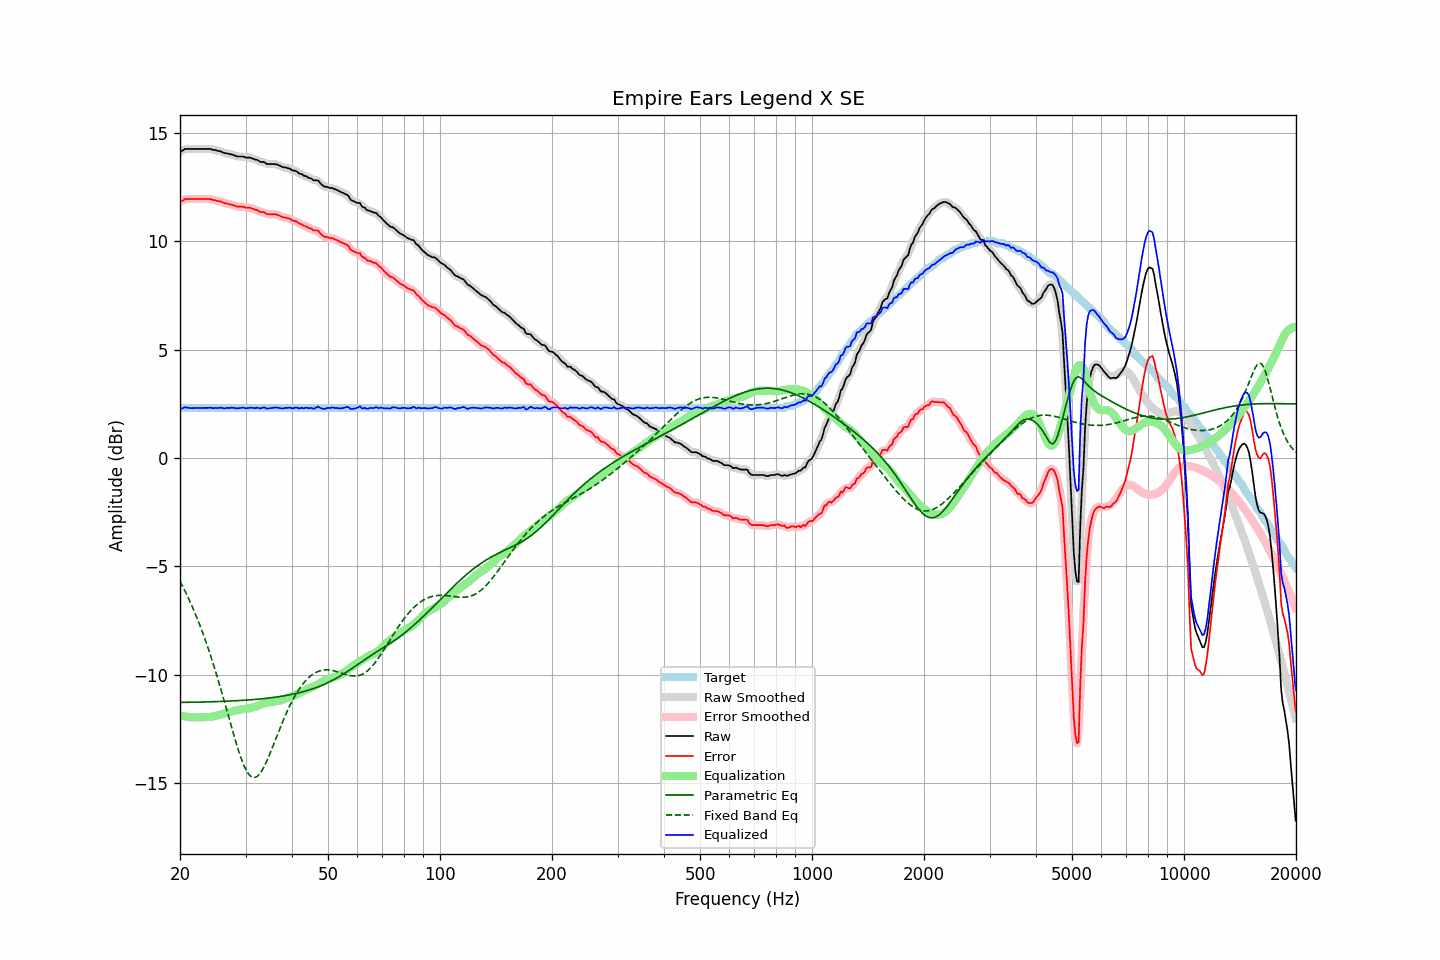 Empire Ears Legend X SE
Amplitude (dBr)
15
10
5
0
−5
−10
−15
20
50
100
200
500
1000
2000
5000
10000
20000
Frequency (Hz)
Target
Raw Smoothed
Error Smoothed
Raw
Error
Equalization
Parametric Eq
Fixed Band Eq
Equalized